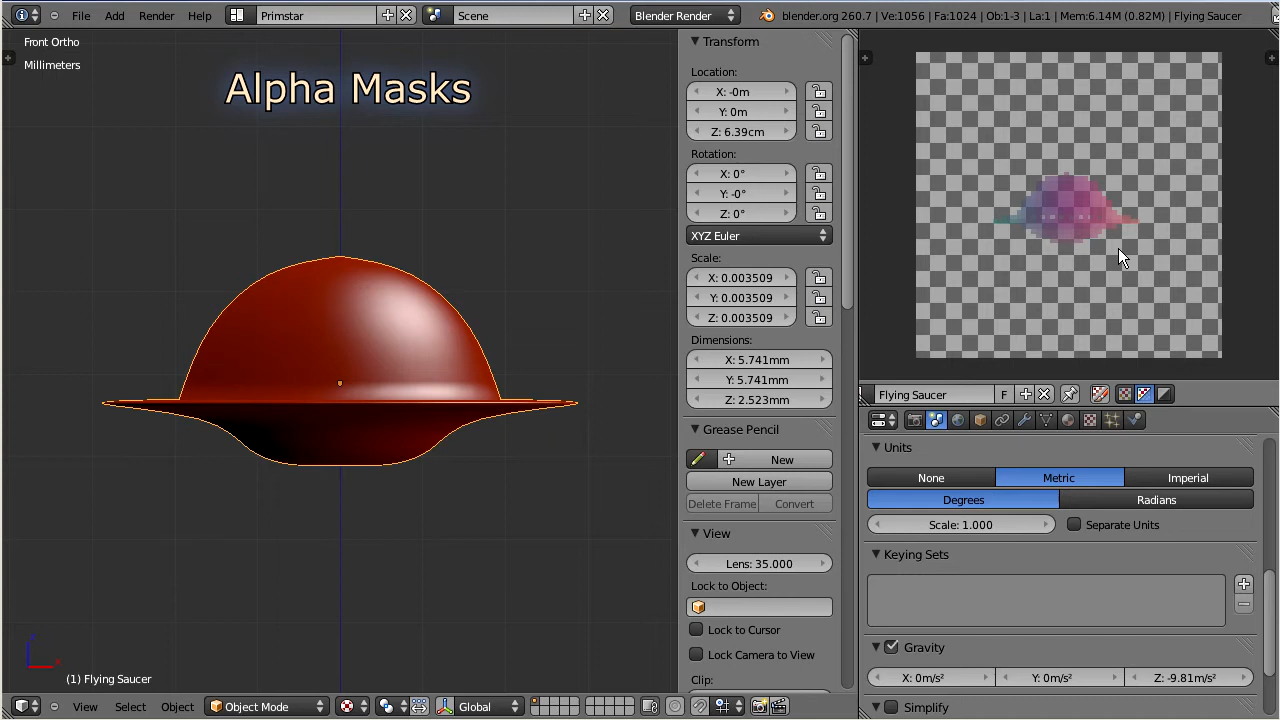 File Add Render Help Primstar Scene Blender Render blender.org 260.7 | Ve:1056 | Fa:1024 | Ob:1-3 | La:1 | Mem:6.14M (0.82M) | Flying Saucer
Front Ortho
Millimeters
Alpha Masks
(1) Flying Saucer
View Select Object Object Mode Global
Transform
Location:
X: -0m
Y: 0m
Z: 6.39cm
Rotation:
X: 0°
Y: -0°
Z: 0°
XYZ Euler
Scale:
X: 0.003509
Y: 0.003509
Z: 0.003509
Dimensions:
X: 5.741mm
Y: 5.741mm
Z: 2.523mm
Grease Pencil
New
New Layer
Delete Frame Convert
View
Lens: 35.000
Lock to Object:
Lock to Cursor
Lock Camera to View
Clip:
Flying Saucer F
Units
None Metric Imperial
Degrees Radians
Scale: 1.000 Separate Units
Keying Sets
Gravity
X: 0m/s² Y: 0m/s² Z: -9.81m/s²
Simplify